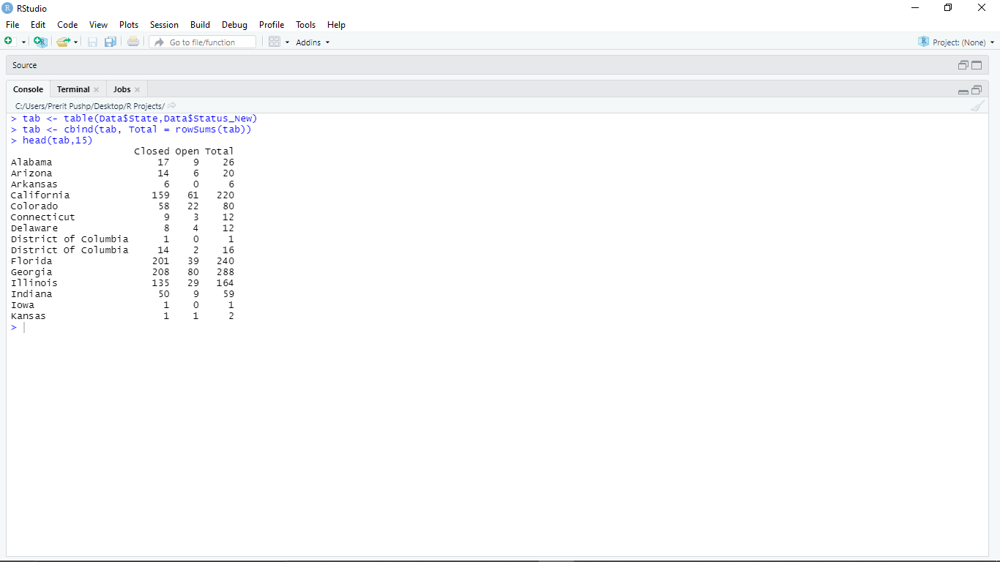 RStudio
File Edit Code View Plots Session Build Debug Profile Tools Help
Go to file/function Addins Project: (None)
Source
Console Terminal Jobs
C:/Users/Prerit Pushp/Desktop/R Projects/
> tab <- table(Data$State,Data$Status_New)
> tab <- cbind(tab, Total = rowSums(tab))
> head(tab,15)
Closed Open Total
Alabama 17 9 26
Arizona 14 6 20
Arkansas 6 0 6
California 159 61 220
Colorado 58 22 80
Connecticut 9 3 12
Delaware 8 4 12
District of Columbia 1 0 1
District Of Columbia 14 2 16
Florida 201 39 240
Georgia 208 80 288
Illinois 135 29 164
Indiana 50 9 59
Iowa 1 0 1
Kansas 1 1 2
>